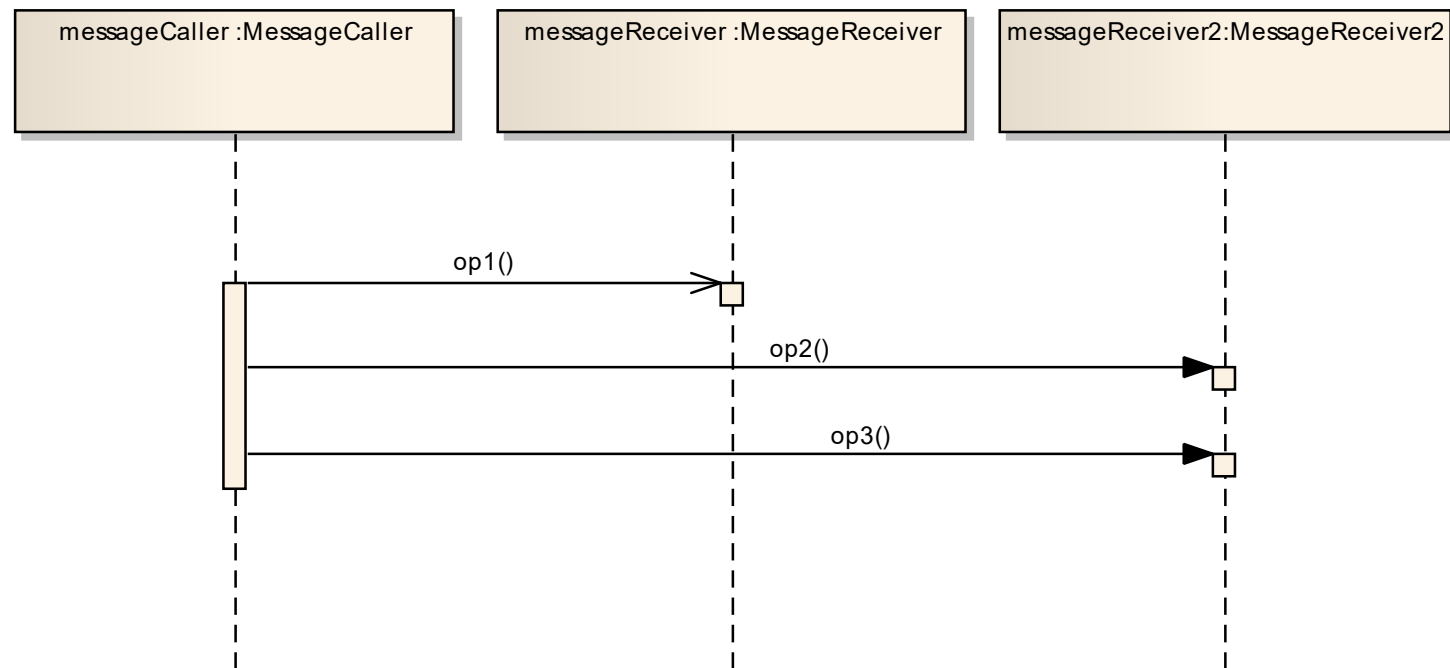 messageCaller :MessageCaller
messageReceiver :MessageReceiver
messageReceiver2:MessageReceiver2
op1()
op2()
op3()